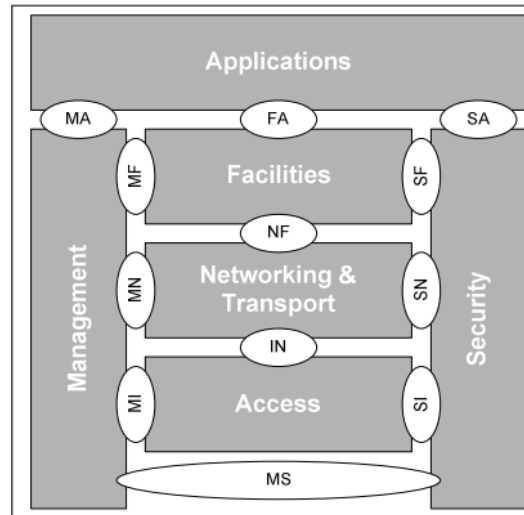 Applications
MA
FA
SA
MF
Facilities
SF
NF
Management
MN
Networking &
Transport
SN
Security
IN
MI
Access
SI
MS